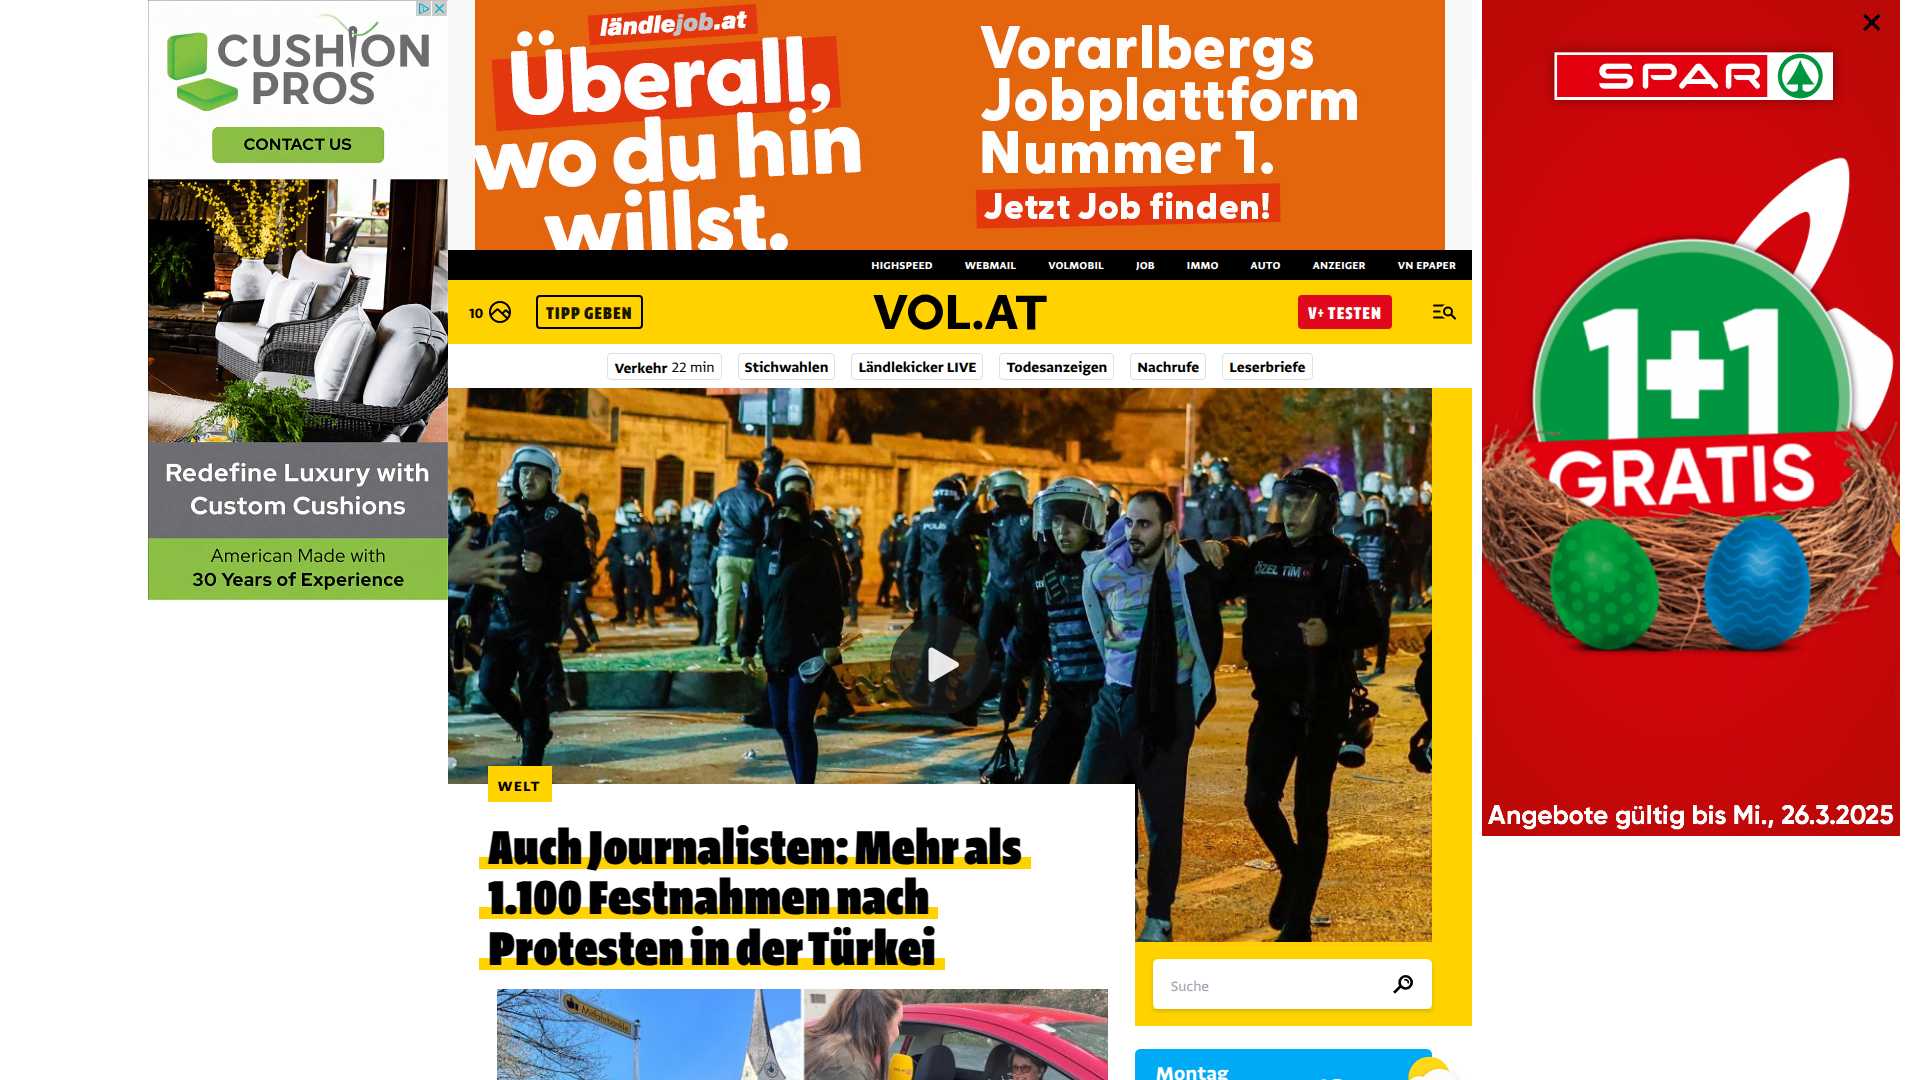 CUSHION
PROS
CONTACT US
Redefine Luxury with
Custom Cushions
American Made with
30 Years of Experience
ländlejob.at
Überall,
wo du hin
willst.
Vorarlbergs
Jobplattform
Nummer 1.
Jetzt Job finden!
SPAR
1+1
GRATIS
Angebote gültig bis Mi., 26.3.2025
HIGHSPEED WEBMAIL VOLMOBIL JOB IMMO AUTO ANZEIGER VN EPAPER
10 TIPP GEBEN VOL.AT V+ TESTEN
Verkehr 22 min Stichwahlen Ländlekicker LIVE Todesanzeigen Nachrufe Leserbriefe
POLIS
ÖZEL TİM
WELT
Auch Journalisten: Mehr als
1.100 Festnahmen nach
Protesten in der Türkei
Suche
Montag